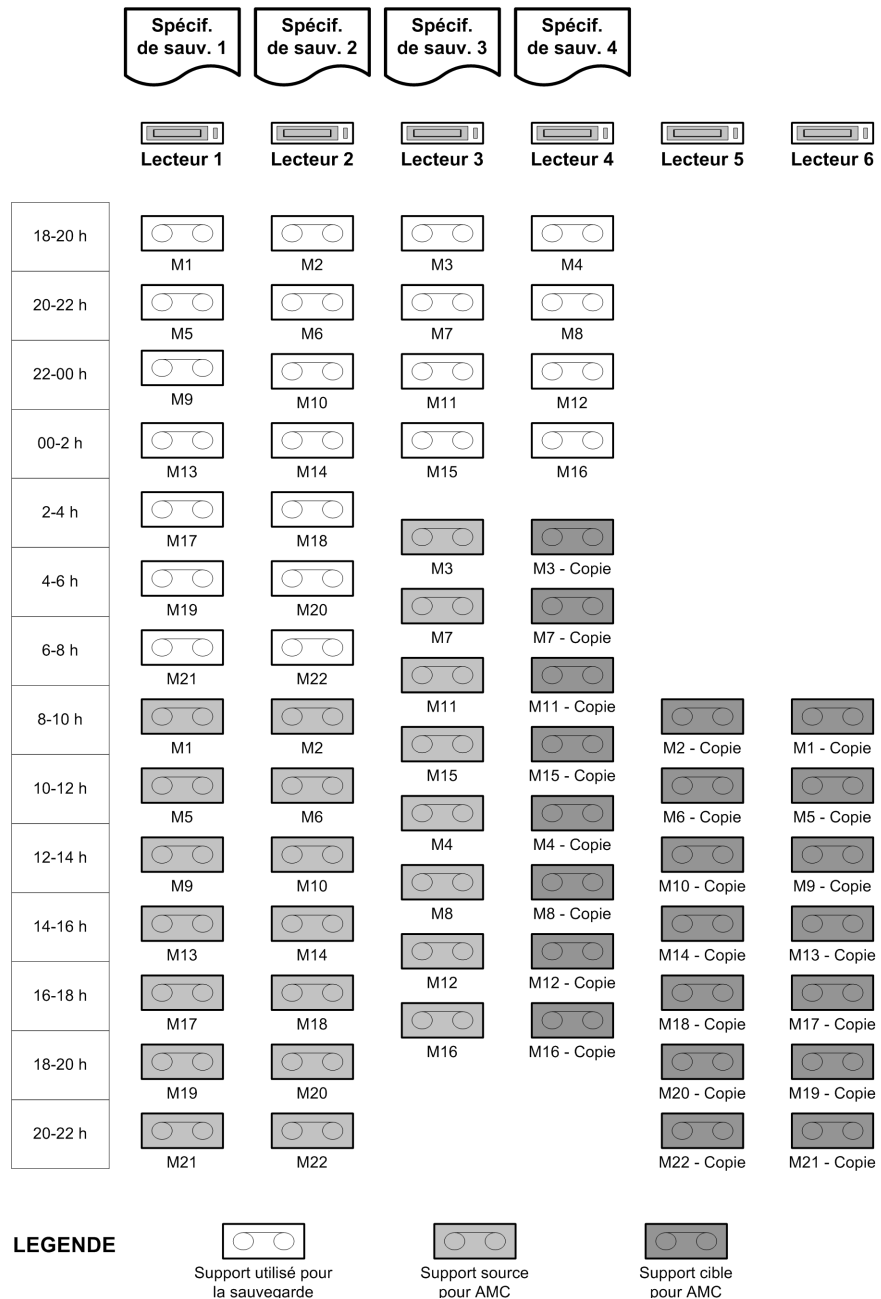 Spécif.
de sauv. 1
Spécif.
de sauv. 2
Spécif.
de sauv. 3
Spécif.
de sauv. 4
Lecteur 1 Lecteur 2 Lecteur 3 Lecteur 4 Lecteur 5 Lecteur 6
18-20 h
M1 M2 M3 M4
20-22 h
M5 M6 M7 M8
22-00 h
M9 M10 M11 M12
00-2 h
M13 M14 M15 M16
2-4 h
M17 M18
M3 M3 - Copie
4-6 h
M19 M20
M7 M7 - Copie
6-8 h
M21 M22
M11 M11 - Copie
8-10 h
M1 M2 M2 - Copie M1 - Copie
M15 M15 - Copie
10-12 h
M5 M6 M6 - Copie M5 - Copie
M4 M4 - Copie
12-14 h
M9 M10 M10 - Copie M9 - Copie
M8 M8 - Copie
14-16 h
M13 M14 M14 - Copie M13 - Copie
M12 M12 - Copie
16-18 h
M17 M18 M18 - Copie M17 - Copie
M16 M16 - Copie
18-20 h
M19 M20 M20 - Copie M19 - Copie
20-22 h
M21 M22 M22 - Copie M21 - Copie
LEGENDE
Support utilisé pour
la sauvegarde
Support source
pour AMC
Support cible
pour AMC